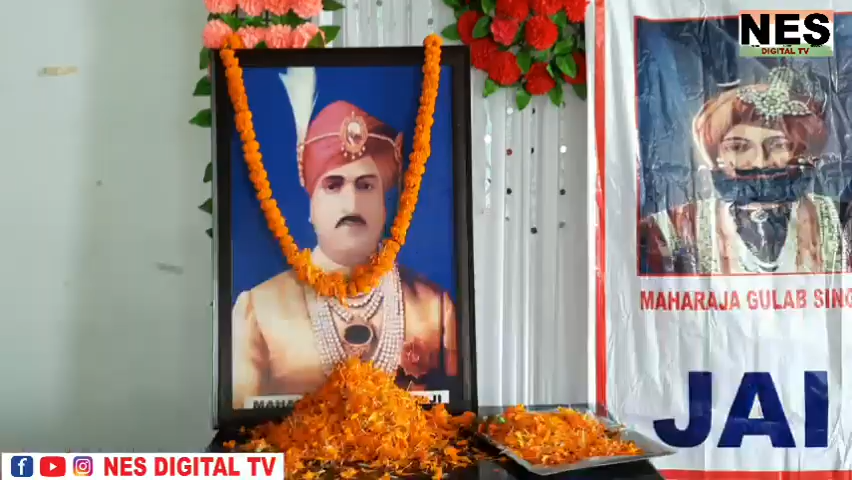 NES
DIGITAL TV
MAHARAJA GULAB SING
JAI
NES DIGITAL TV